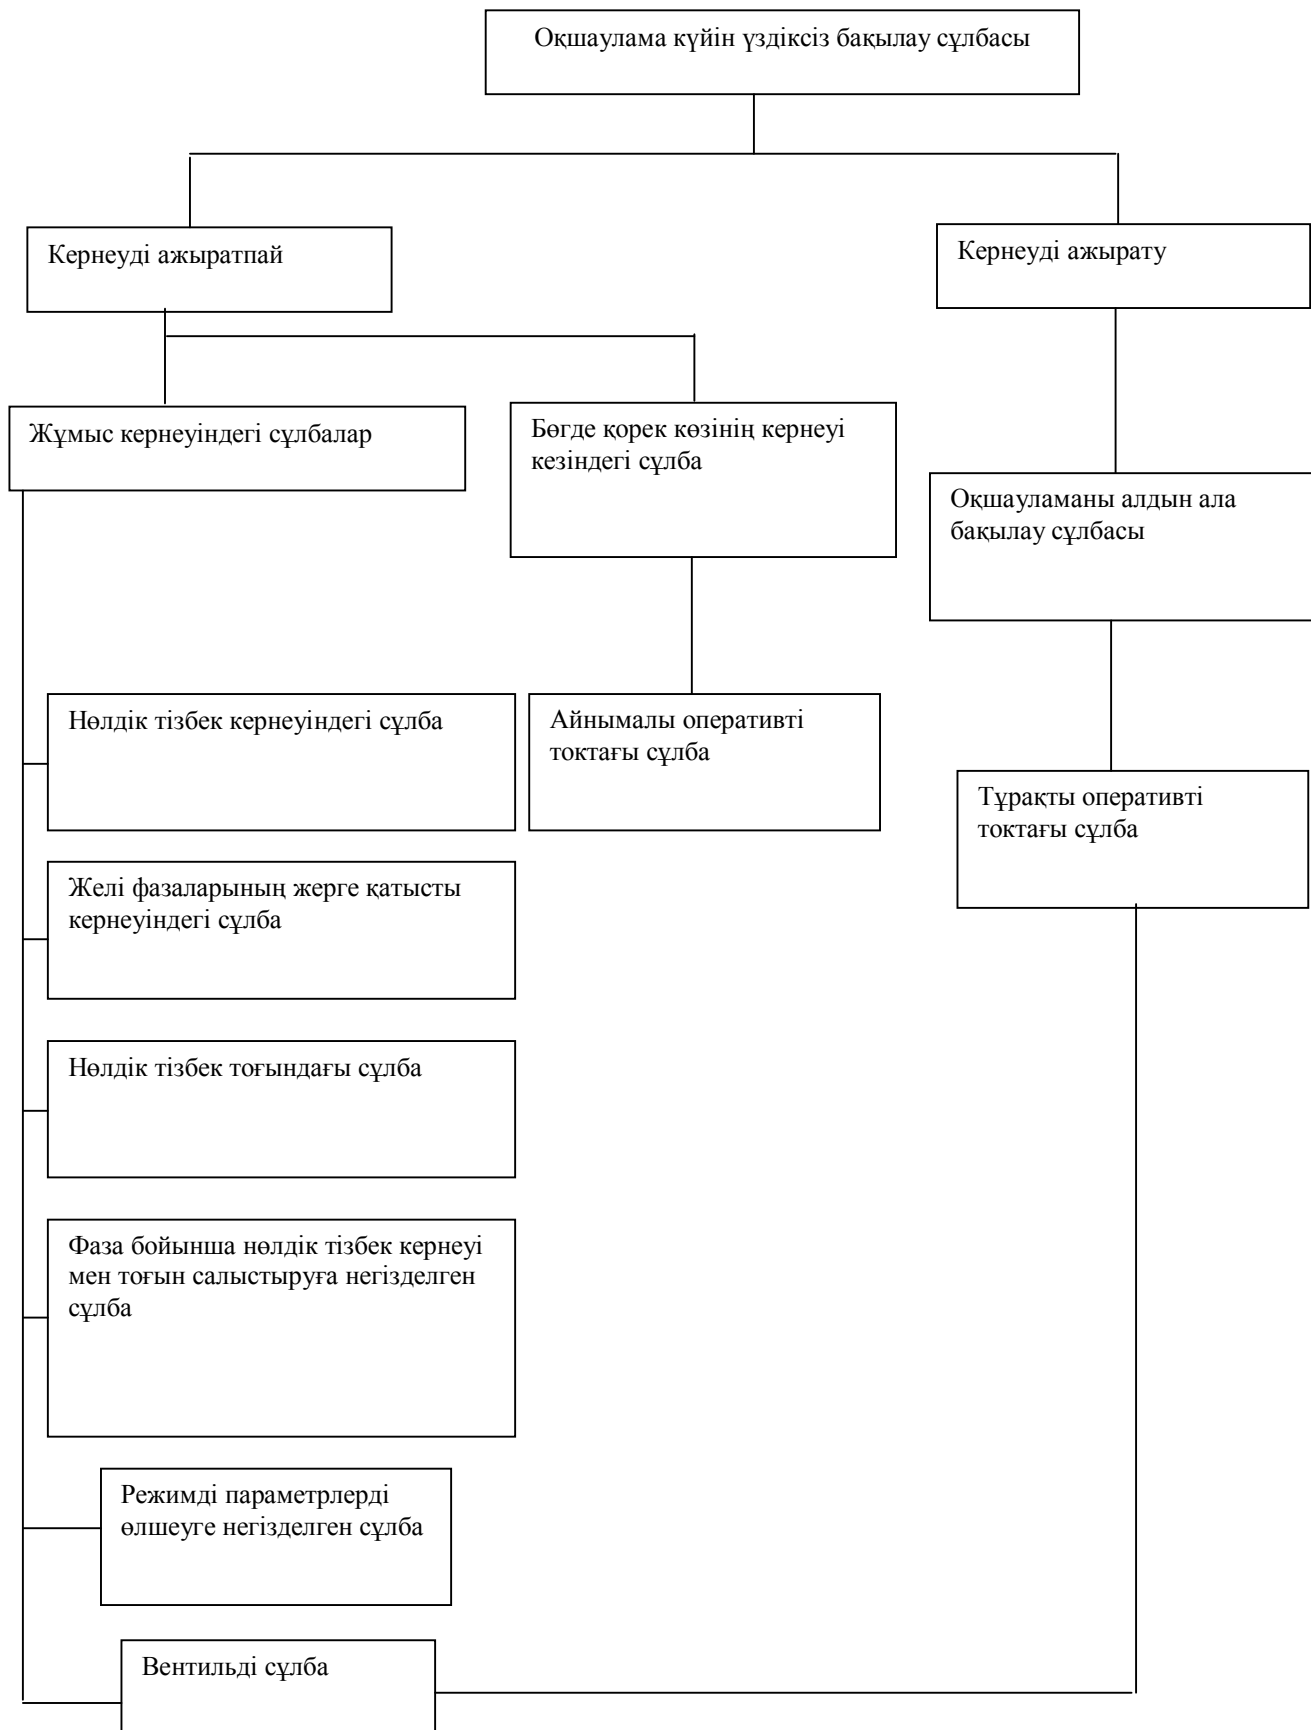 Оқшаулама күйін үздіксіз бақылау сұлбасы
Кернеуді ажыратпай
Кернеуді ажырату
Жұмыс кернеуіндегі сұлбалар
Бөгде қорек көзінің кернеуі
кезіндегі сұлба
Оқшауламаны алдын ала
бақылау сұлбасы
Нөлдік тізбек кернеуіндегі сұлба
Айнымалы оперативті
токтағы сұлба
Тұрақты оперативті
токтағы сұлба
Желі фазаларының жерге қатысты
кернеуіндегі сұлба
Нөлдік тізбек тоғындағы сұлба
Фаза бойынша нөлдік тізбек кернеуі
мен тоғын салыстыруға негізделген
сұлба
Режимді параметрлерді
өлшеуге негізделген сұлба
Вентильді сұлба